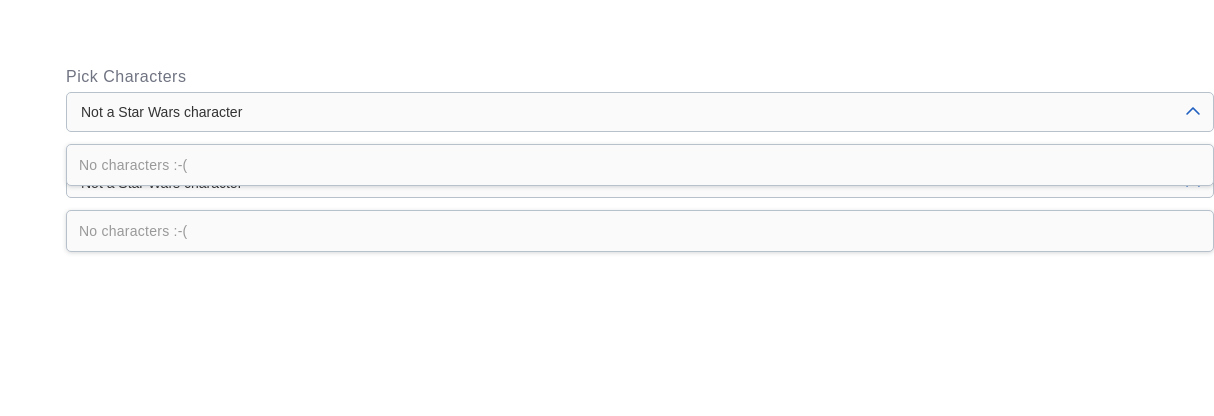 Pick Characters
Not a Star Wars character
No characters :-(
Not a Star Wars character
No characters :-(